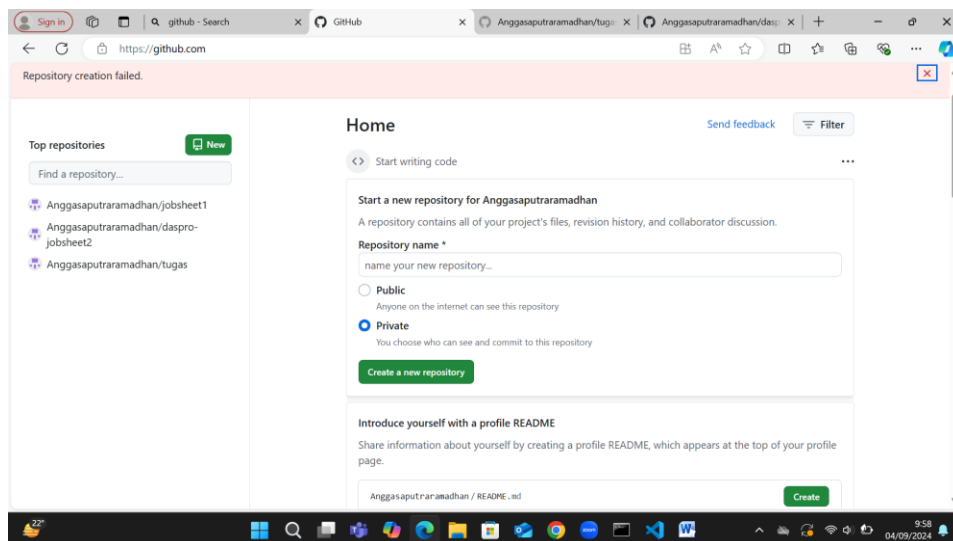 Sign in
github - Search
GitHub
Anggasaputraramadhan/tuga
Anggasaputraramadhan/dasp
https://github.com
Repository creation failed.
Top repositories
New
Find a repository...
Anggasaputraramadhan/jobsheet1
Anggasaputraramadhan/daspro-
jobsheet2
Anggasaputraramadhan/tugas
Home
Send feedback
Filter
Start writing code
Start a new repository for Anggasaputraramadhan
A repository contains all of your project's files, revision history, and collaborator discussion.
Repository name *
name your new repository...
Public
Anyone on the internet can see this repository
Private
You choose who can see and commit to this repository
Create a new repository
Introduce yourself with a profile README
Share information about yourself by creating a profile README, which appears at the top of your profile
page.
Anggasaputraramadhan / README.md
Create
22°
9:58
04/09/2024